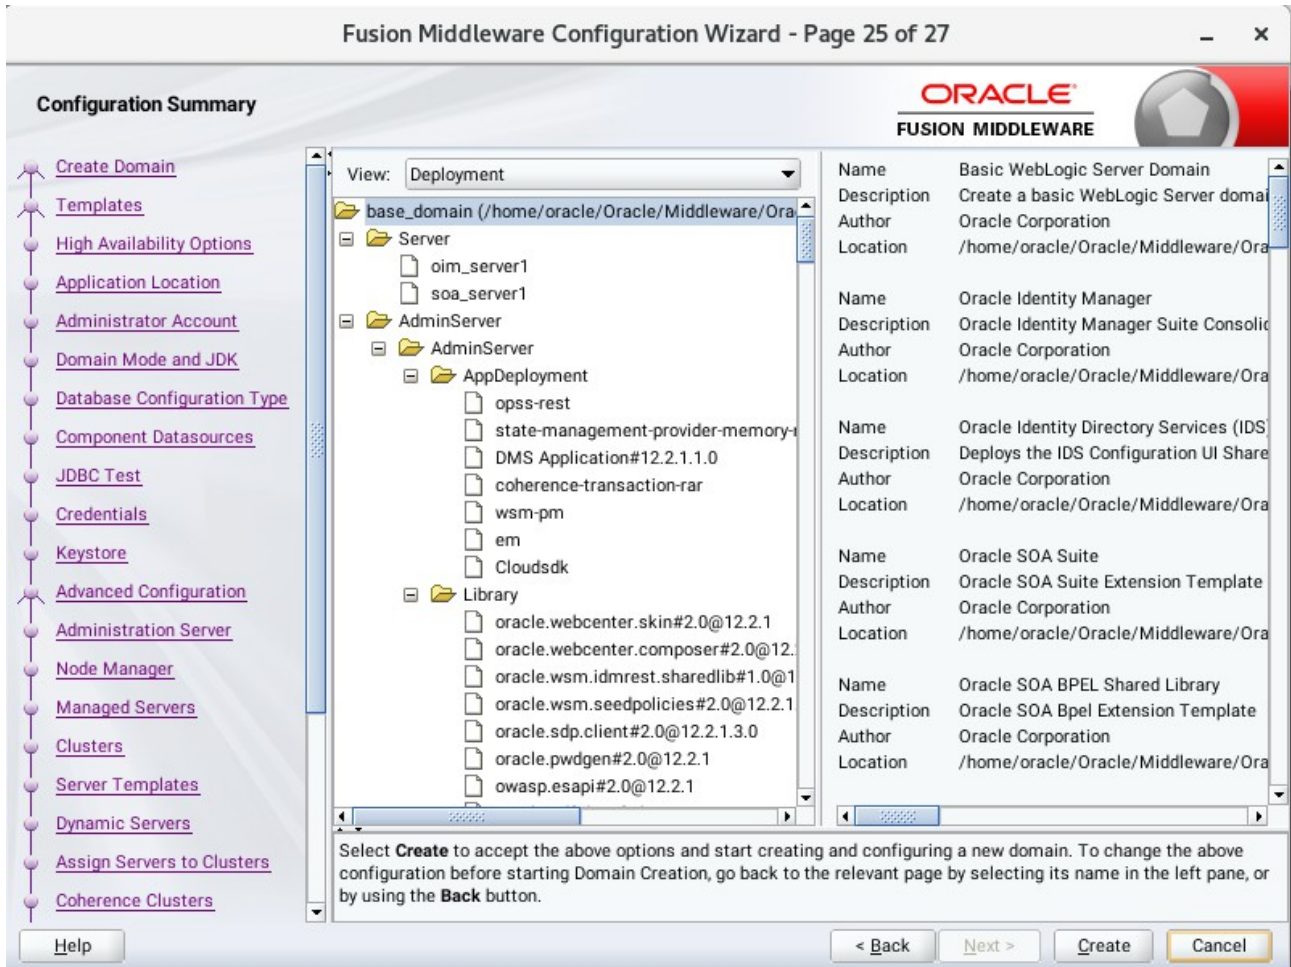 Fusion Middleware Configuration Wizard - Page 25 of 27
Configuration Summary
ORACLE
FUSION MIDDLEWARE
Create Domain
Templates
High Availability Options
Application Location
Administrator Account
Domain Mode and JDK
Database Configuration Type
Component Datasources
JDBC Test
Credentials
Keystore
Advanced Configuration
Administration Server
Node Manager
Managed Servers
Clusters
Server Templates
Dynamic Servers
Assign Servers to Clusters
Coherence Clusters
View: Deployment
base_domain (/home/oracle/Oracle/Middleware/Ora
Server
oim_server1
soa_server1
AdminServer
AdminServer
AppDeployment
opss-rest
state-management-provider-memory-
DMS Application#12.2.1.1.0
coherence-transaction-rar
wsm-pm
em
Cloudsdk
Library
oracle.webcenter.skin#2.0@12.2.1
oracle.webcenter.composer#2.0@12.
oracle.wsm.idmrest.sharedlib#1.0@1
oracle.wsm.seedpolicies#2.0@12.2.1
oracle.sdp.client#2.0@12.2.1.3.0
oracle.pwdgen#2.0@12.2.1
owasp.esapi#2.0@12.2.1
Name Basic WebLogic Server Domain
Description Create a basic WebLogic Server domai
Author Oracle Corporation
Location /home/oracle/Oracle/Middleware/Ora
Name Oracle Identity Manager
Description Oracle Identity Manager Suite Consolid
Author Oracle Corporation
Location /home/oracle/Oracle/Middleware/Ora
Name Oracle Identity Directory Services (IDS)
Description Deploys the IDS Configuration UI Share
Author Oracle Corporation
Location /home/oracle/Oracle/Middleware/Ora
Name Oracle SOA Suite
Description Oracle SOA Suite Extension Template
Author Oracle Corporation
Location /home/oracle/Oracle/Middleware/Ora
Name Oracle SOA BPEL Shared Library
Description Oracle SOA Bpel Extension Template
Author Oracle Corporation
Location /home/oracle/Oracle/Middleware/Ora
Select Create to accept the above options and start creating and configuring a new domain. To change the above
configuration before starting Domain Creation, go back to the relevant page by selecting its name in the left pane, or
by using the Back button.
Help
< Back
Next >
Create
Cancel